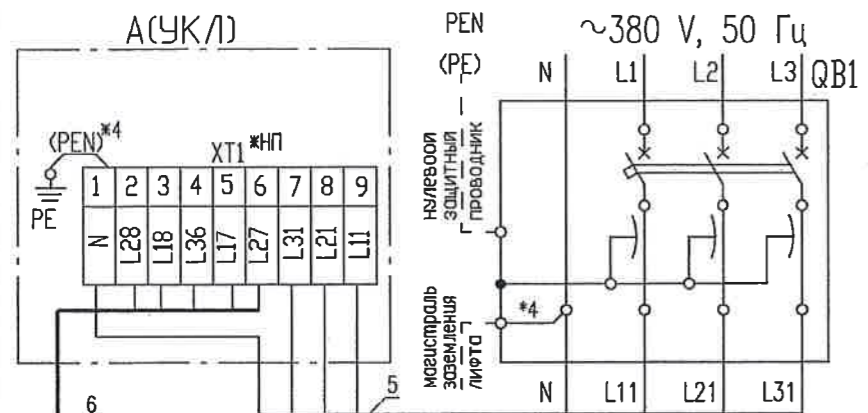 А(УКЛ)
(PEN)*4
PE
XT1 *НП
1 2 3 4 5 6 7 8 9
N L28 L18 L36 L17 L27 L31 L21 L11
6
5
PEN
(PE)
~380 V, 50 Гц
N L1 L2 L3 QB1
нулевой
защитный
проводник
магистраль
заземления
лифта
*4
N L11 L21 L31